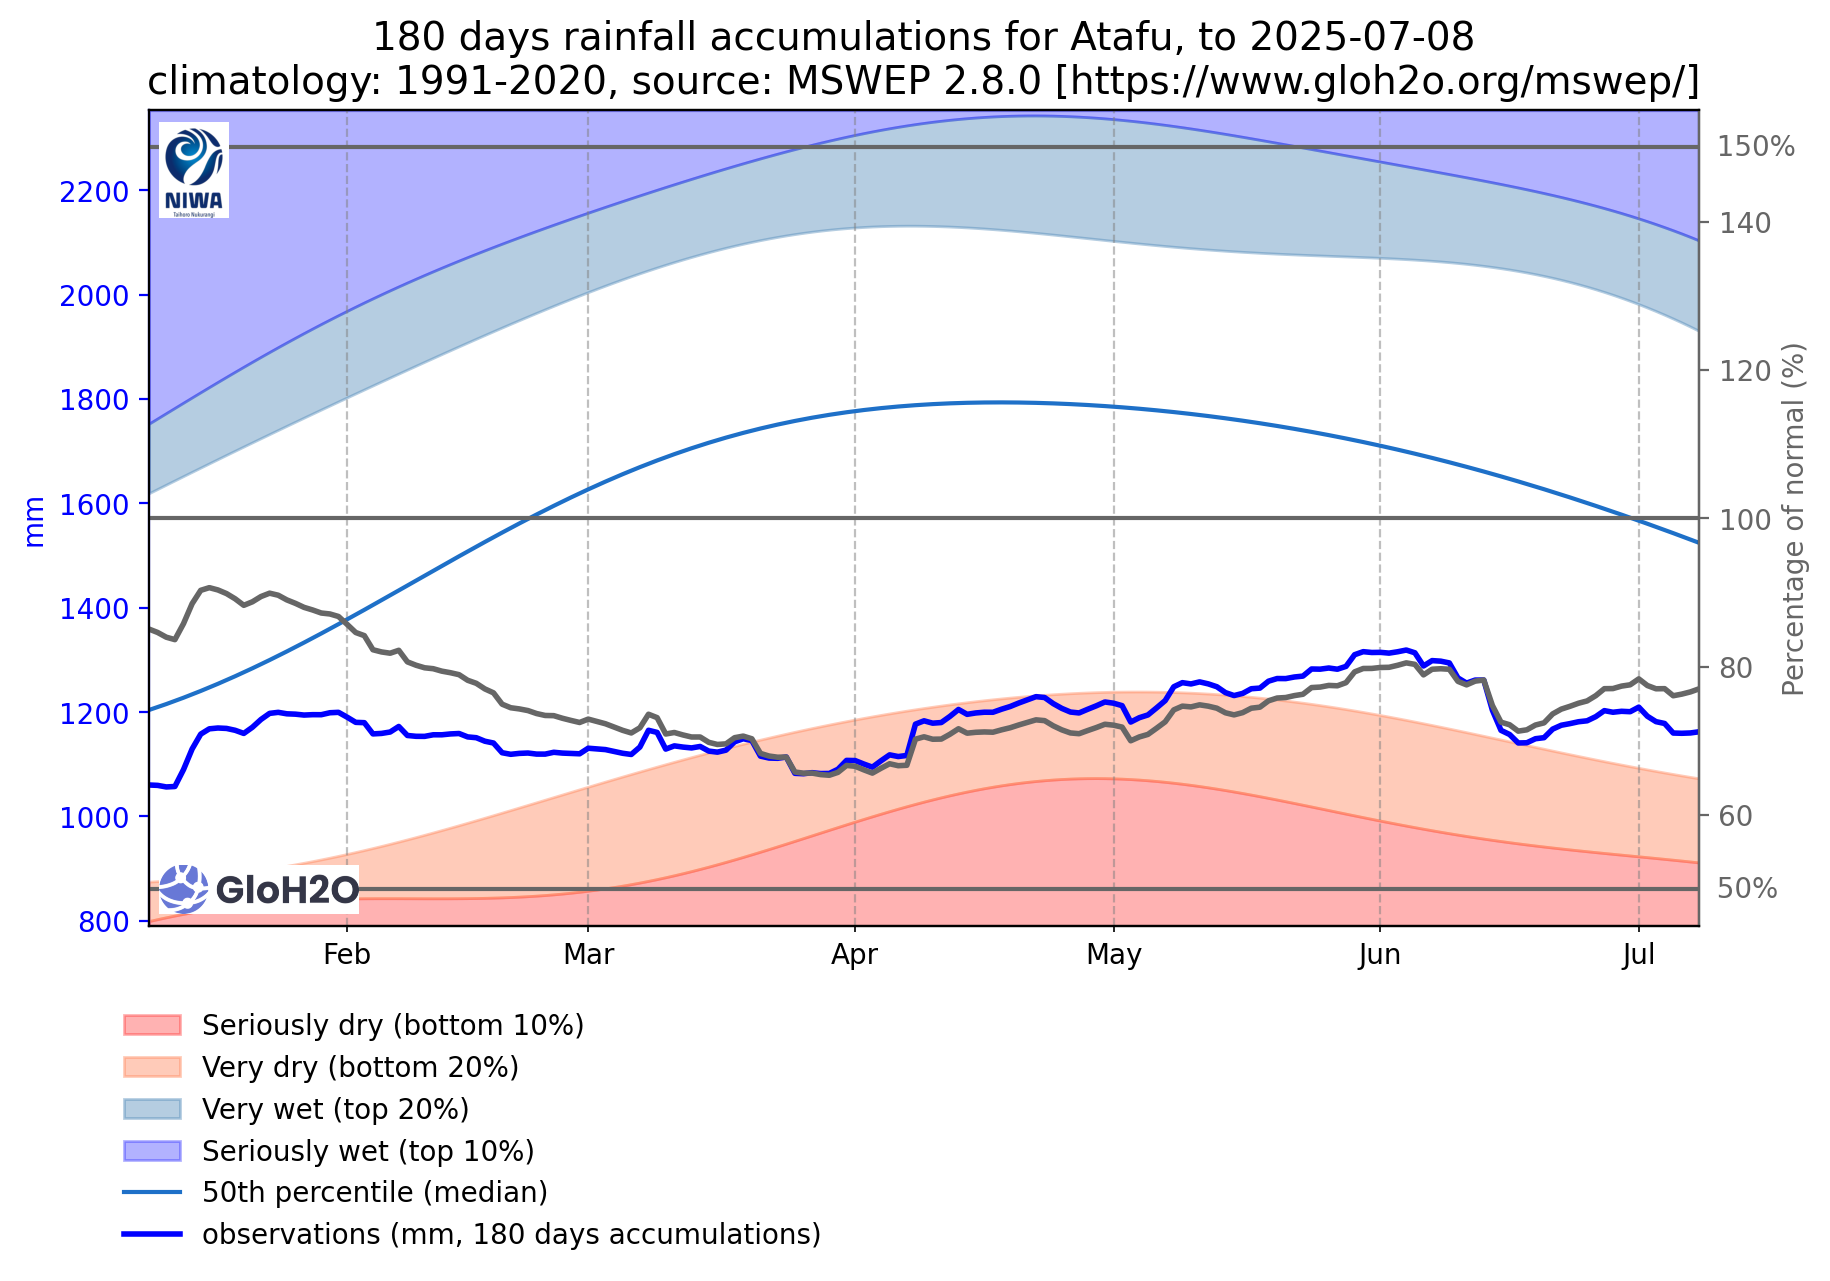 180 days rainfall accumulations for Atafu, to 2025-07-08
climatology: 1991-2020, source: MSWEP 2.8.0 [https://www.gloh2o.org/mswep/]
NIWA
Taihoro Nukurangi
mm
2200
2000
1800
1600
1400
1200
1000
800
150%
140
120
100
80
60
50%
Percentage of normal (%)
GloH2O
Feb
Mar
Apr
May
Jun
Jul
Seriously dry (bottom 10%)
Very dry (bottom 20%)
Very wet (top 20%)
Seriously wet (top 10%)
50th percentile (median)
observations (mm, 180 days accumulations)